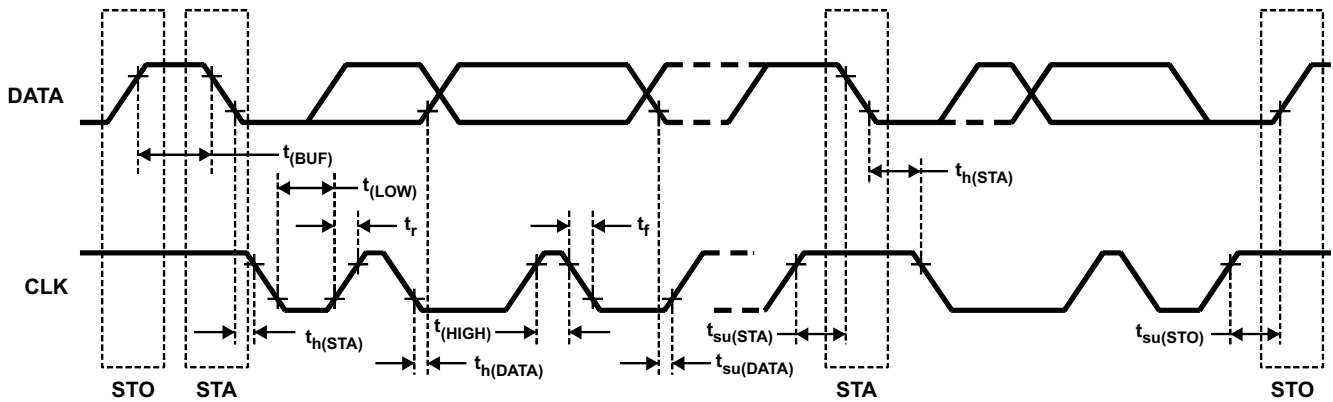 DATA
t(BUF)
t(LOW)
tr
tf
th(STA)
CLK
th(STA)
t(HIGH)
th(DATA)
tsu(DATA)
tsu(STA)
tsu(STO)
STO
STA
STA
STO